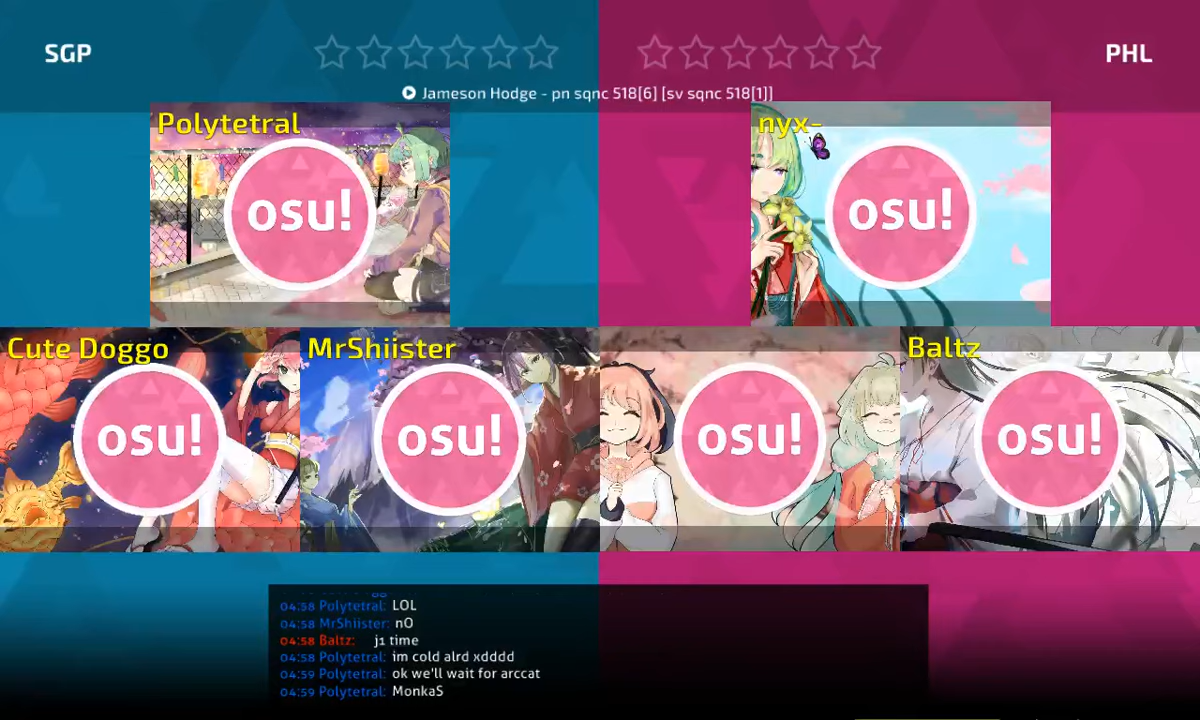 SGP
PHL
Jameson Hodge - pn sqnc 518[6] [sv sqnc 518[1]]
Polytetral
nyx-
osu!
osu!
Cute Doggo
MrShiister
Baltz
osu!
osu!
osu!
osu!
04:58 Polytetral: LOL
04:58 MrShiister: nO
04:58 Baltz: j1 time
04:58 Polytetral: im cold alrd xdddd
04:59 Polytetral: ok we'll wait for arccat
04:59 Polytetral: MonkaS